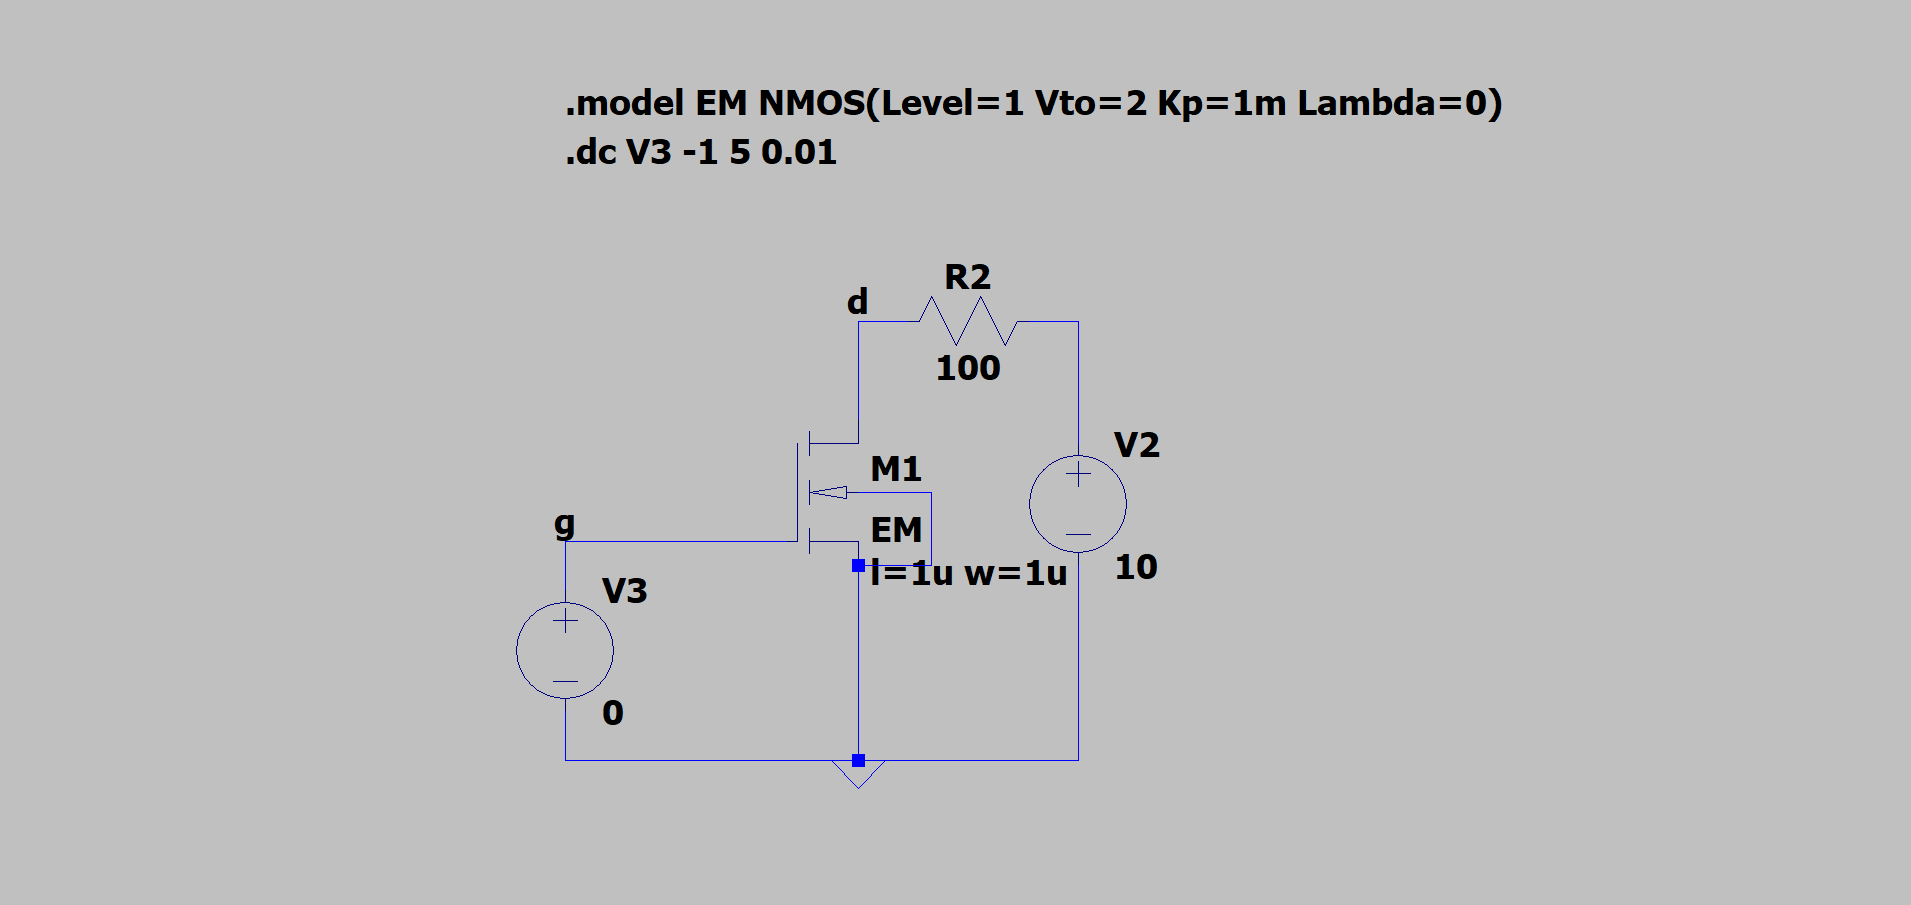 .model EM NMOS(Level=1 Vto=2 Kp=1m Lambda=0)
.dc V3 -1 5 0.01
R2
d
100
V2
M1
g
EM
l=1u w=1u
10
V3
0